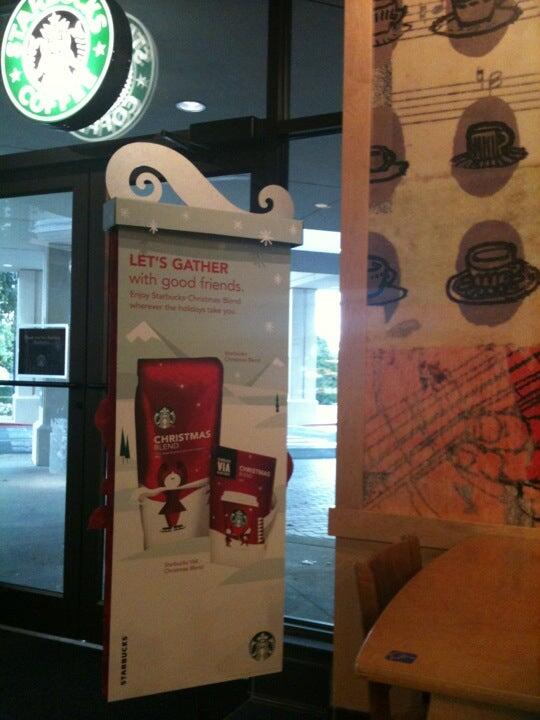 STARBUCKS
COFFEE
LET'S GATHER
with good friends.
Enjoy Starbucks Christmas Blend
wherever the holidays take you.
Starbucks
Christmas Blend
CHRISTMAS
BLEND
VIA
CHRISTMAS
BLEND
Starbucks VIA
Christmas Blend
STARBUCKS